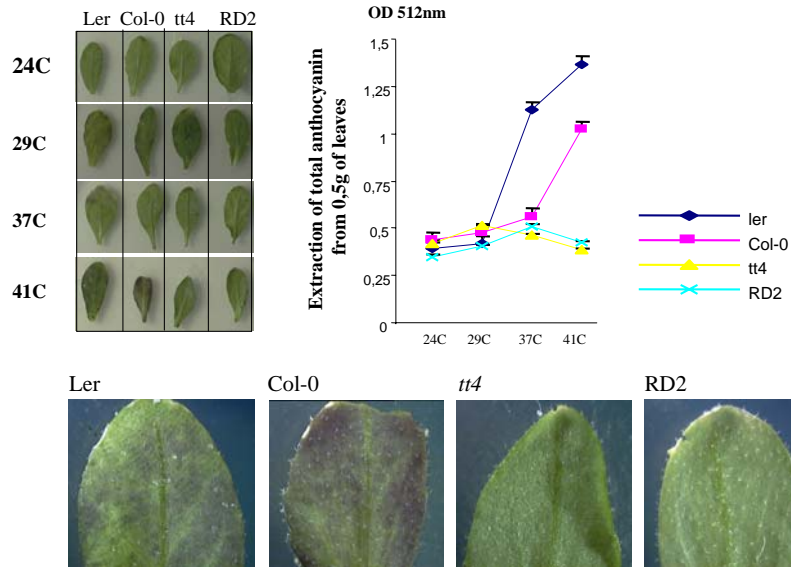 Ler Col-0 tt4 RD2
24C
29C
37C
41C
OD 512nm
Extraction of total anthocyanin
from 0,5g of leaves
1,5
1,25
1
0,75
0,5
0,25
0
24C 29C 37C 41C
ler
Col-0
tt4
RD2
Ler Col-0 tt4 RD2